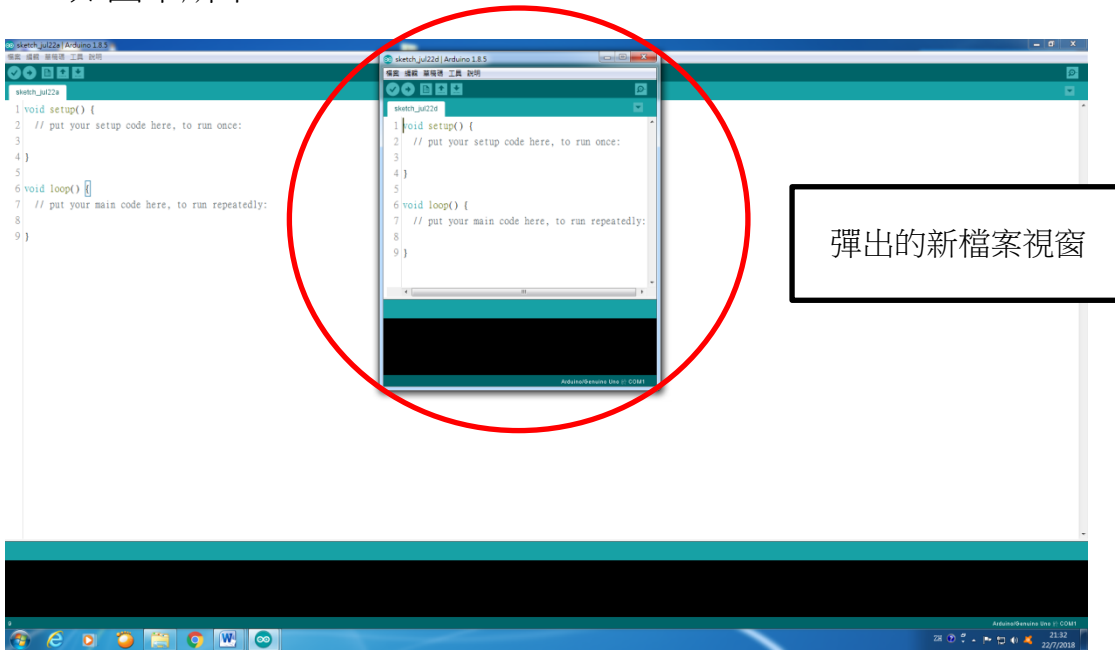 sketch_jul22a | Arduino 1.8.5
檔案 編輯 草稿碼 工具 說明
sketch_jul22a
1 void setup() {
2 // put your setup code here, to run once:
3
4 }
5
6 void loop() {
7 // put your main code here, to run repeatedly:
8
9 }
sketch_jul22d | Arduino 1.8.5
檔案 編輯 草稿碼 工具 說明
sketch_jul22d
1 void setup() {
2 // put your setup code here, to run once:
3
4 }
5
6 void loop() {
7 // put your main code here, to run repeatedly:
8
9 }
Arduino/Genuino Uno 於 COM1
彈出的新檔案視窗
Arduino/Genuino Uno 於 COM1
21:32
22/7/2018